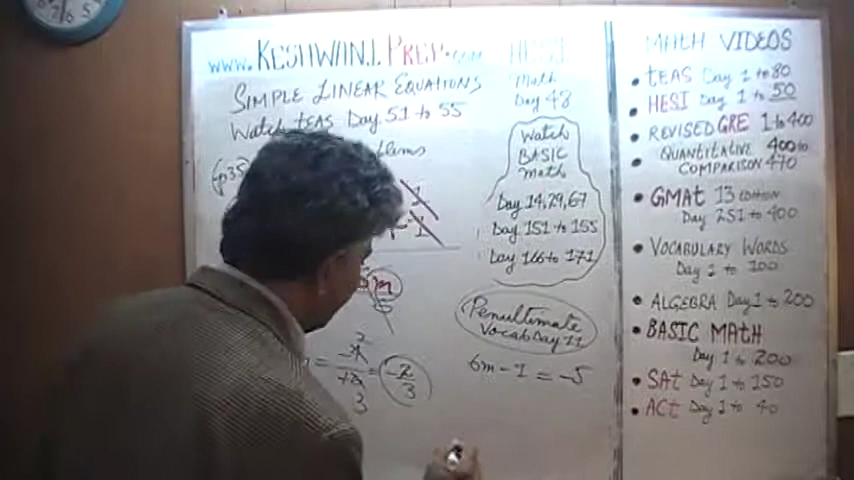 www.KESHWANI PREP.com HESI
SIMPLE LINEAR EQUATIONS
Watch TEAS Day 51 to 55
(p35
Math
Day 48
Watch
BASIC
math
Day 14,29,67
Day 151 to 155
Day 166 to 171
Penultimate
Vocab Day 11
6m - 1 = -5
m
= = -2/3
3
MATH VIDEOS
• TEAS Day 1 to 80
• HESI Day 1 to 50
• REVISED GRE 1 to 400
• QUANTITATIVE 400 to
COMPARISON 470
• GMAT 13 EDITION
Day 251 to 400
• VOCABULARY WORDS
Day 1 to 100
• ALGEBRA Day 1 to 200
• BASIC MATH
Day 1 to 200
• SAT Day 1 to 150
• ACT Day 1 to 40